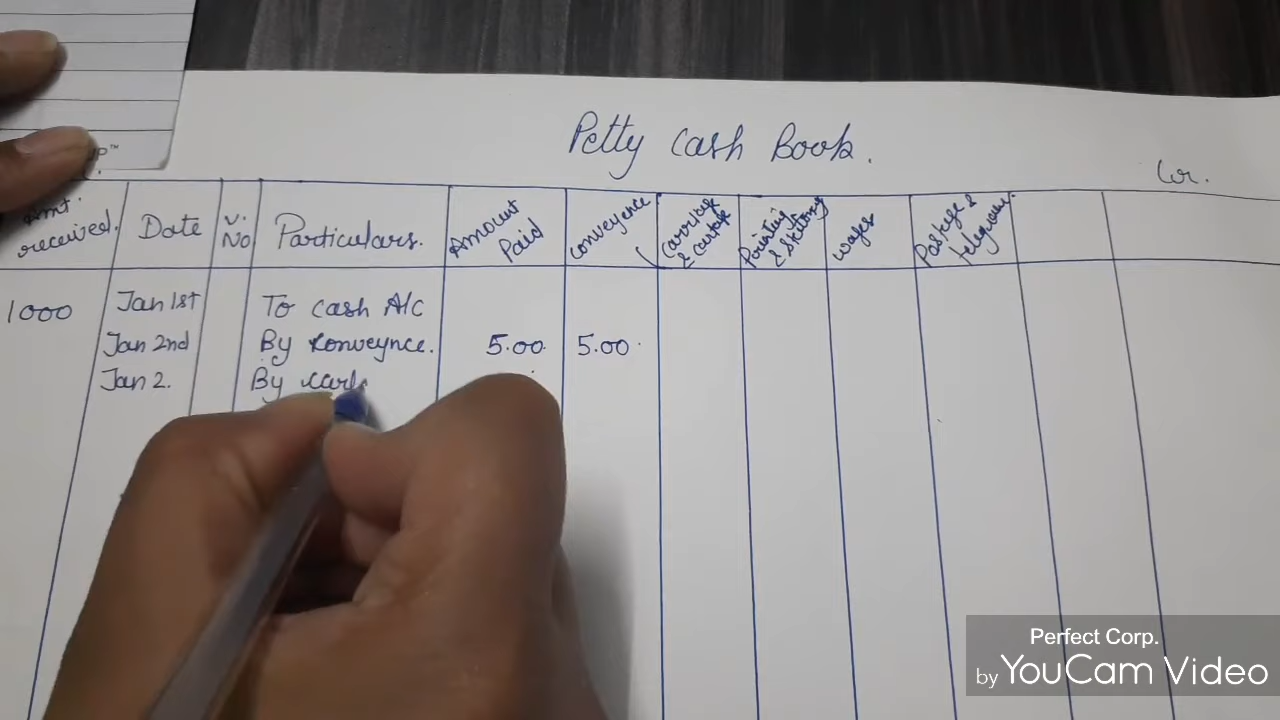 Petty Cash Book.
Cr.
Amt. received.
Date
V. No
Particulars.
Amount Paid
Conveyence
Carriage & Cartage
Printing &
Wages
Postage & telegram.
1000 Jan 1st To cash A/c
Jan 2nd By Conveynce. 5.00 5.00
Jan 2. By
Perfect Corp.
by YouCam Video